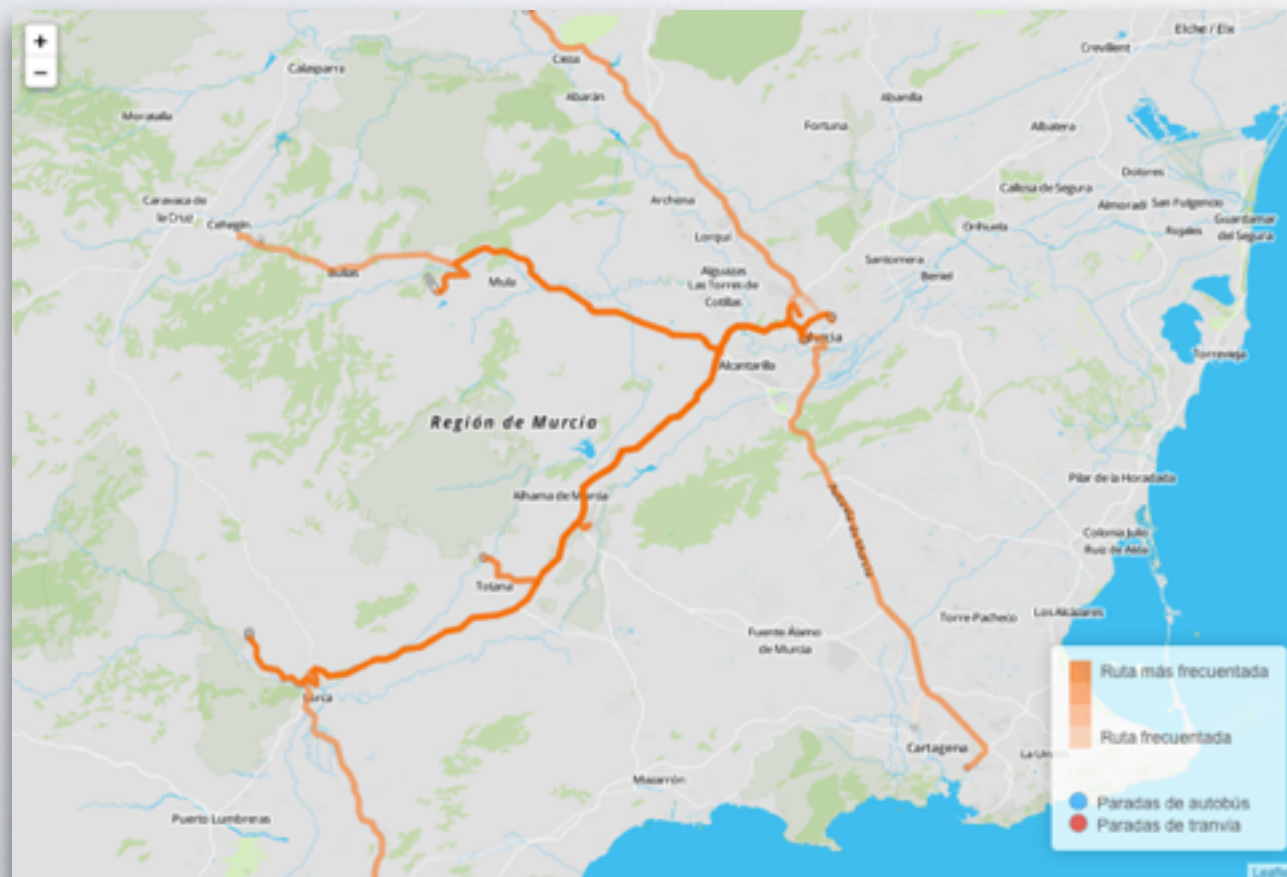 +
−
Elche / Elx
Crevillent
Cieza
Calasparra
Abarán
Abanilla
Moratalla
Fortuna
Albatera
Dolores
Callosa de Segura
Caravaca de
la Cruz
Archena
Almoradí
San Fulgencio
Cehegín
Orihuela
Guardamar
del Segura
Rojales
Lorquí
Santomera
Beniel
Bullas
Mula
Alguazas
Las Torres de
Cotillas
Murcia
Torrevieja
Alcantarilla
Región de Murcia
Pilar de la Horadada
Alhama de Murcia
Autovía de Murcia
Colonia Julio
Ruiz de Alda
Totana
Torre-Pacheco
Los Alcázares
Fuente Álamo
de Murcia
Lorca
Cartagena
La Unión
Mazarrón
Puerto Lumbreras
Ruta más frecuentada
Ruta frecuentada
Paradas de autobús
Paradas de tranvía
Leafle